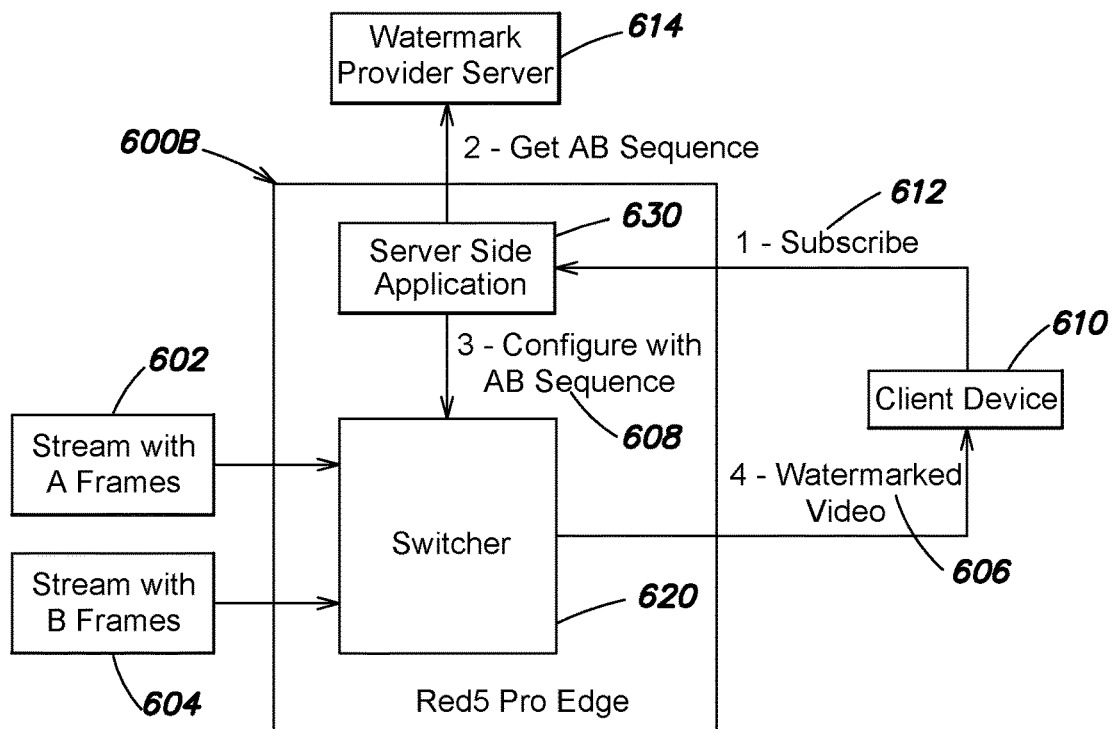 Watermark
Provider Server
614
600B
2 - Get AB Sequence
612
630
1 - Subscribe
Server Side
Application
610
3 - Configure with
AB Sequence
602
Client Device
608
Stream with
A Frames
4 - Watermarked
Video
Switcher
606
Stream with
B Frames
620
604
Red5 Pro Edge